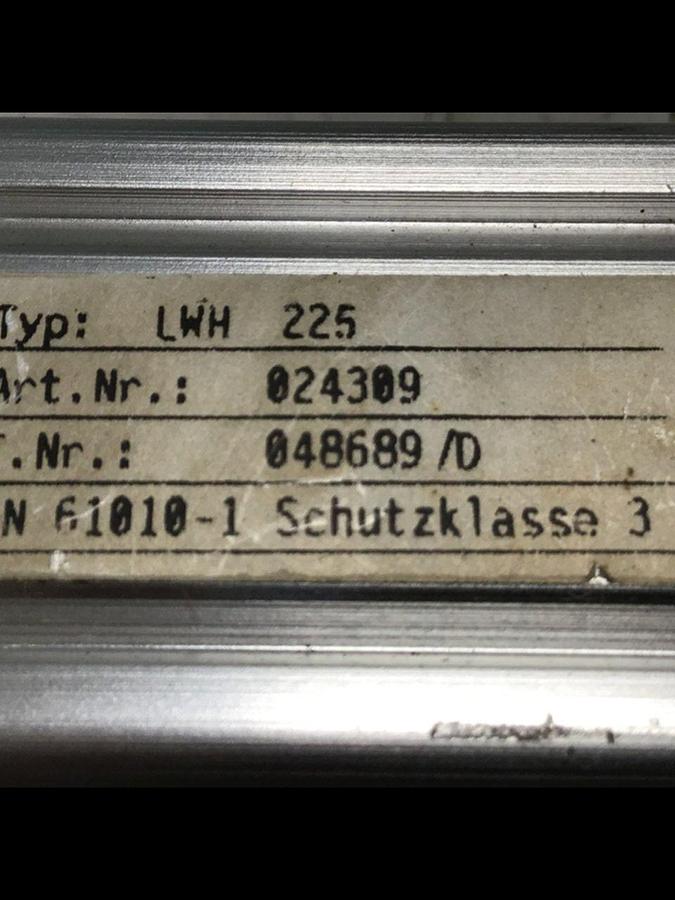 Typ: LWH 225
Art.Nr.: 024309
.Nr.: 048689 /D
N 61010-1 Schutzklasse 3